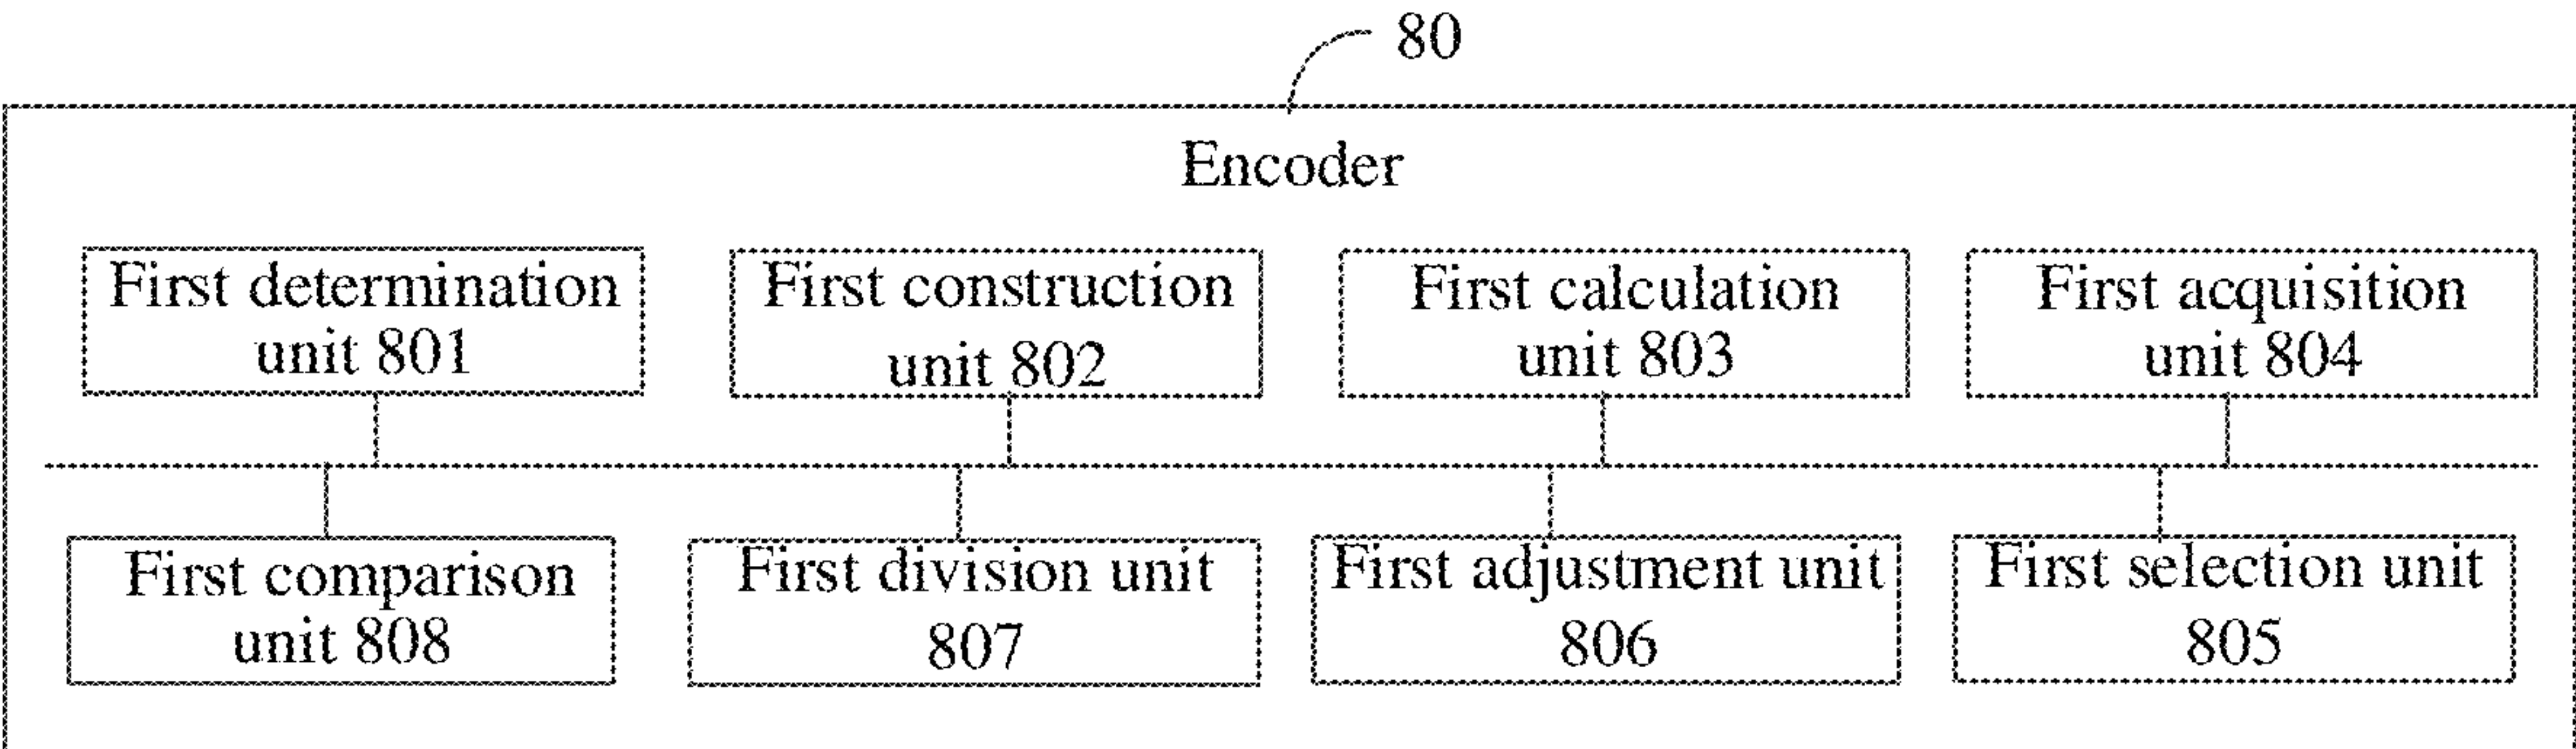 80
Encoder
First determination
unit 801
First construction
unit 802
First calculation
unit 803
First acquisition
unit 804
First comparison
unit 808
First division unit
807
First adjustment unit
806
First selection unit
805